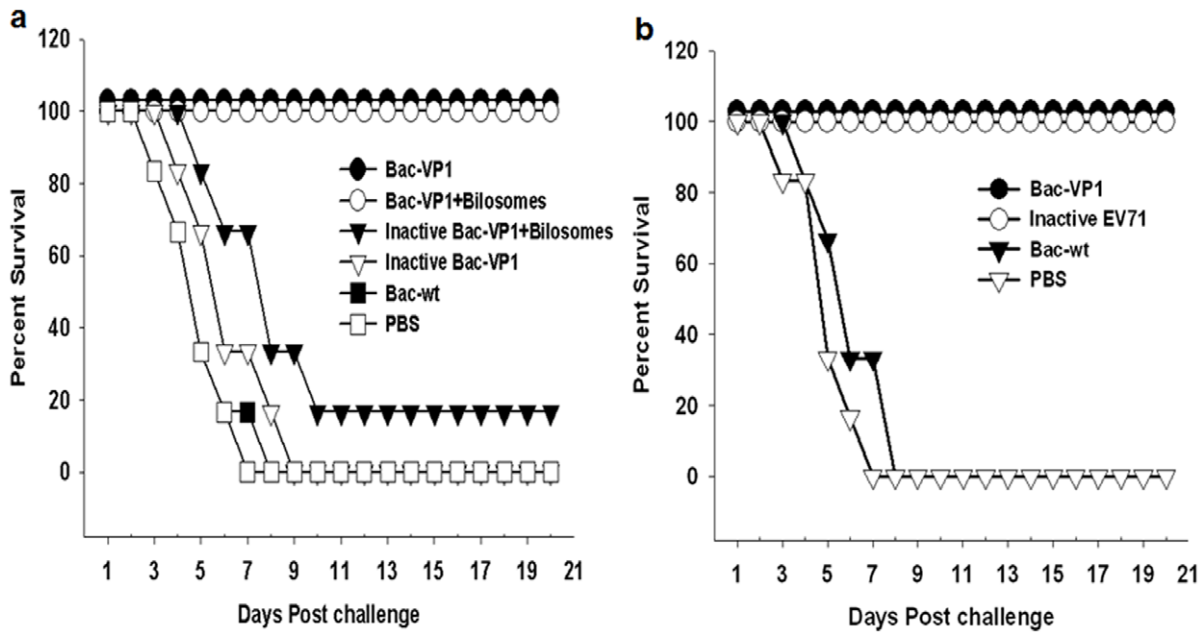 a
120
100
80
60
40
20
0
Percent Survival
Bac-VP1
Bac-VP1+Bilosomes
Inactive Bac-VP1+Bilosomes
Inactive Bac-VP1
Bac-wt
PBS
1 3 5 7 9 11 13 15 17 19 21
Days Post challenge
b
120
100
80
60
40
20
0
Percent Survival
Bac-VP1
Inactive EV71
Bac-wt
PBS
1 3 5 7 9 11 13 15 17 19 21
Days Post challenge